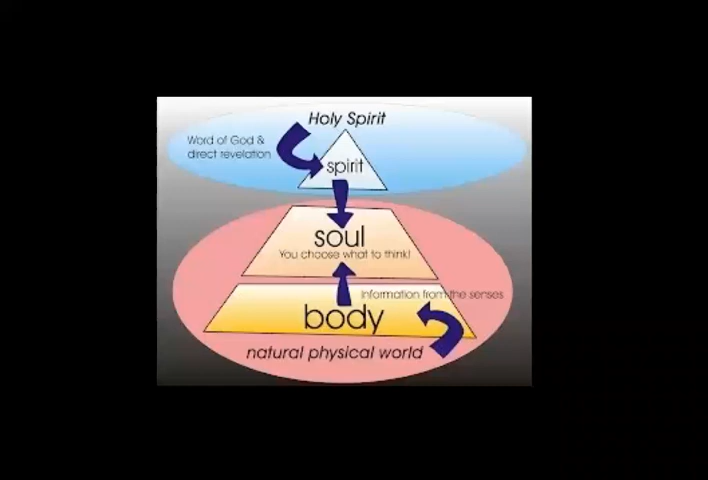 Holy Spirit
Word of God &
direct revelation
spirit
soul
You choose what to think!
Information from the senses
body
natural physical world